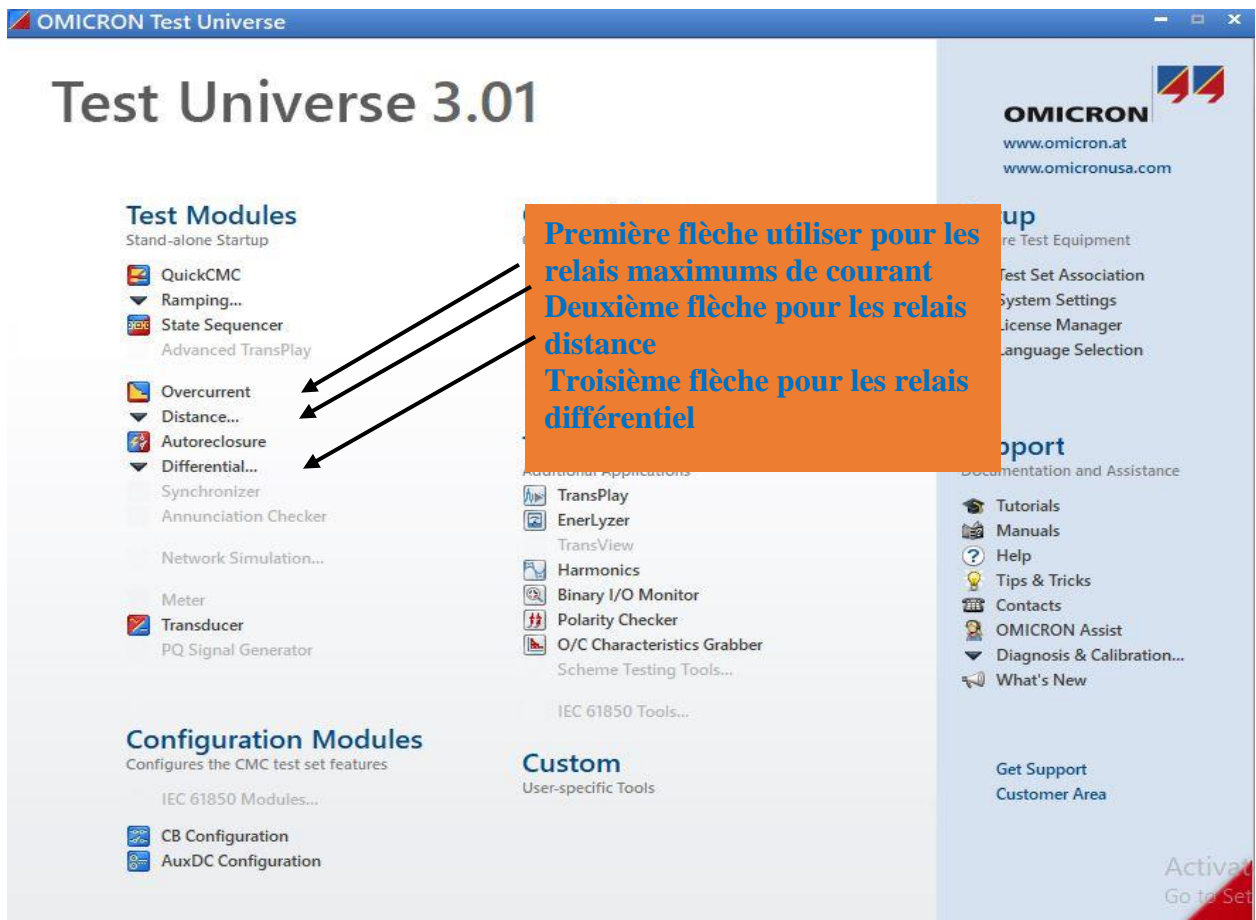 OMICRON Test Universe
Test Universe 3.01
OMICRON
www.omicron.at
www.omicronusa.com
Test Modules
Stand-alone Startup
QuickCMC
Ramping...
State Sequencer
Advanced TransPlay
Overcurrent
Distance...
Autoreclosure
Differential...
Synchronizer
Annunciation Checker
Network Simulation...
Meter
Transducer
PQ Signal Generator
Configuration Modules
Configures the CMC test set features
IEC 61850 Modules...
CB Configuration
AuxDC Configuration
Première flèche utiliser pour les
relais maximums de courant
Deuxième flèche pour les relais
distance
Troisième flèche pour les relais
différentiel
Additional Applications
TransPlay
EnerLyzer
TransView
Harmonics
Binary I/O Monitor
Polarity Checker
O/C Characteristics Grabber
Scheme Testing Tools...
IEC 61850 Tools...
Custom
User-specific Tools
up
re Test Equipment
Test Set Association
System Settings
License Manager
Language Selection
pport
Documentation and Assistance
Tutorials
Manuals
Help
Tips & Tricks
Contacts
OMICRON Assist
Diagnosis & Calibration...
What's New
Get Support
Customer Area
Activat
Go to Set